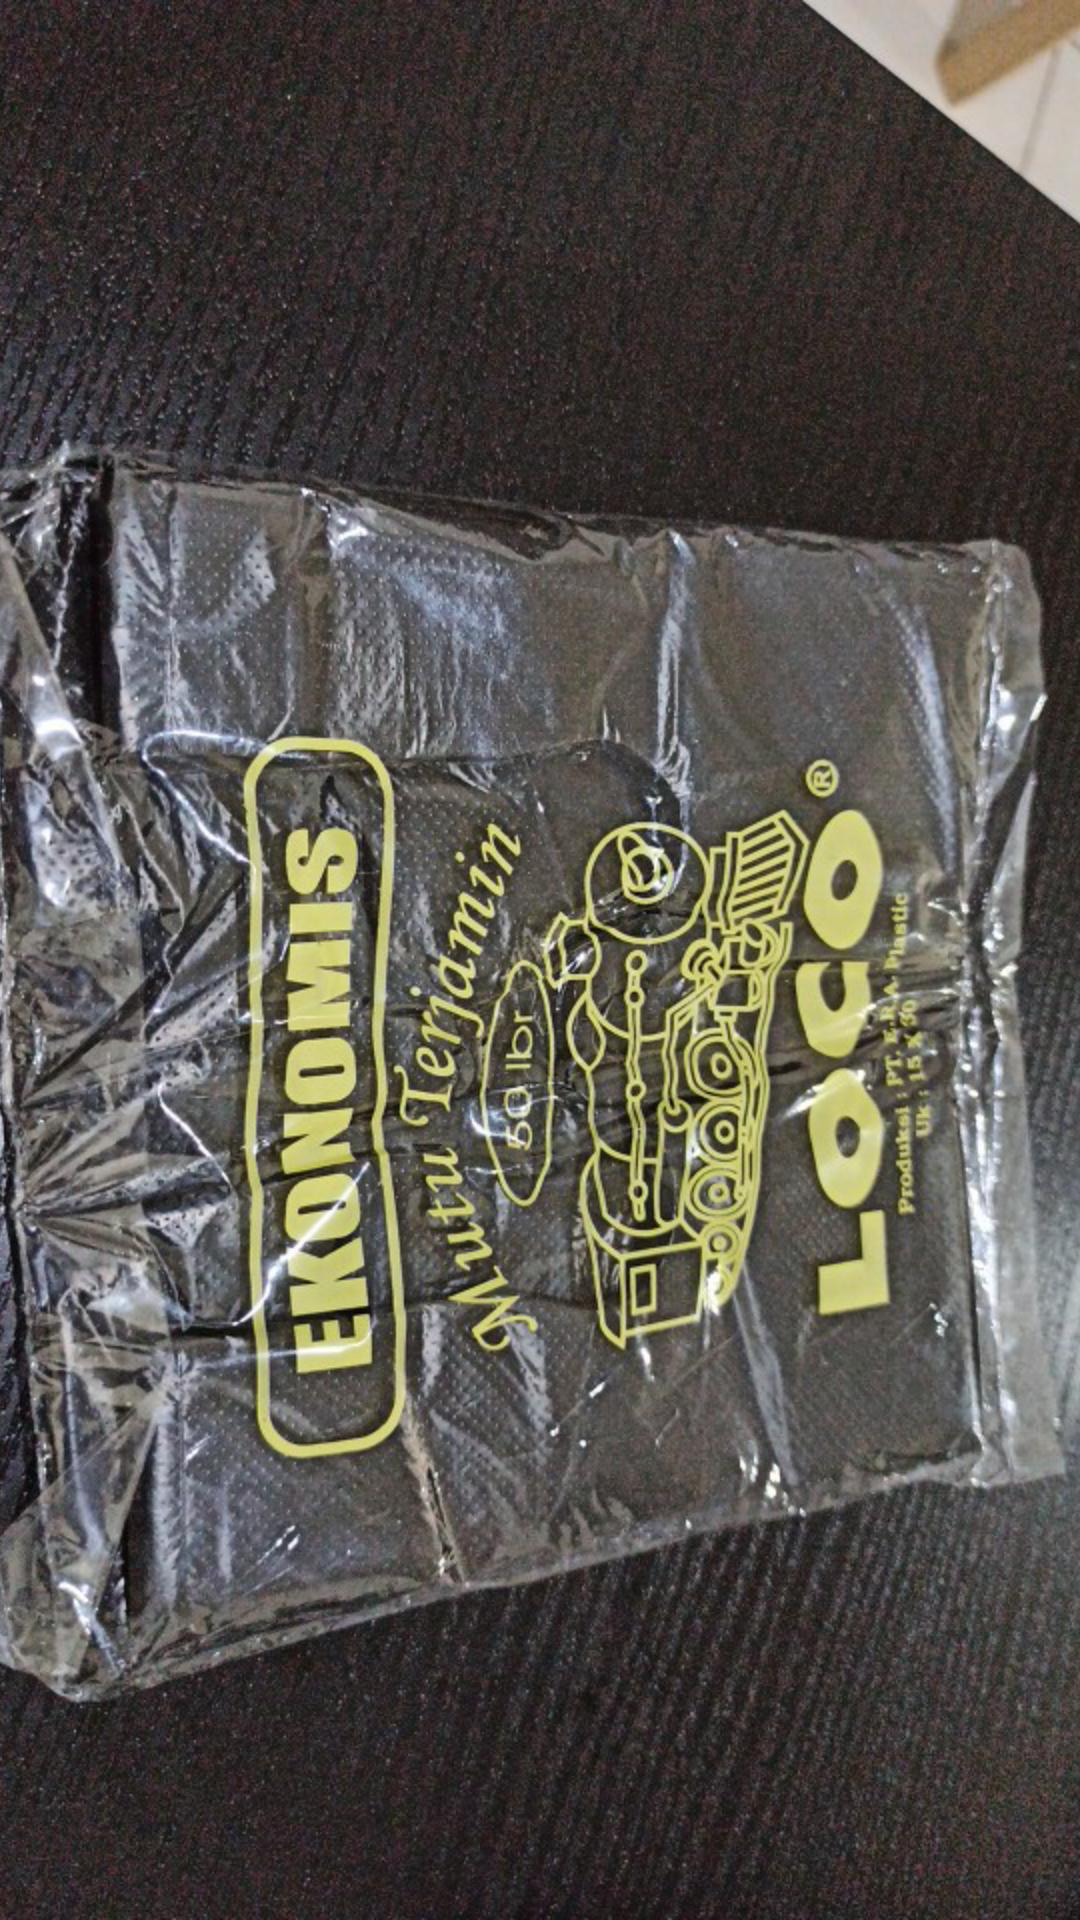 EKONOMIS
Mutu Terjamin
50 lbr
LOCO ®
Produksi : PT. E.R.A. Plastic
Uk : 15 X 30